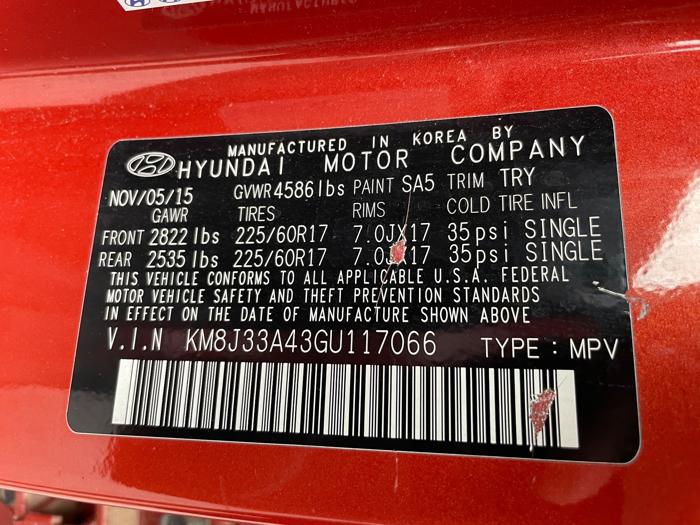 MANUFACTURED IN KOREA BY
HYUNDAI MOTOR COMPANY
NOV/05/15 GVWR4586lbs PAINT SA5 TRIM TRY
GAWR TIRES RIMS COLD TIRE INFL
FRONT 2822 lbs 225/60R17 7.0JX17 35psi SINGLE
REAR 2535 lbs 225/60R17 7.0JX17 35psi SINGLE
THIS VEHICLE CONFORMS TO ALL APPLICABLE U.S.A. FEDERAL
MOTOR VEHICLE SAFETY AND THEFT PREVENTION STANDARDS
IN EFFECT ON THE DATE OF MANUFACTURE SHOWN ABOVE
V.I.N KM8J33A43GU117066 TYPE : MPV